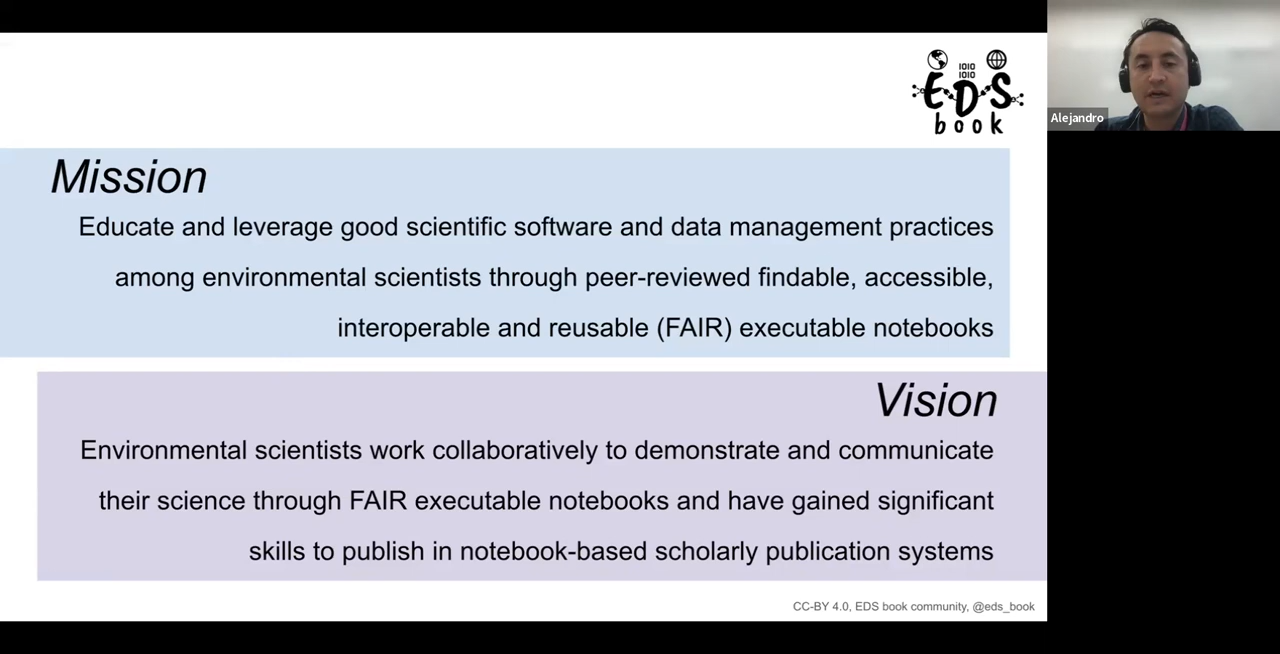 IOIO
IOIO
EDS
book
Alejandro
Mission
Educate and leverage good scientific software and data management practices
among environmental scientists through peer-reviewed findable, accessible,
interoperable and reusable (FAIR) executable notebooks
Vision
Environmental scientists work collaboratively to demonstrate and communicate
their science through FAIR executable notebooks and have gained significant
skills to publish in notebook-based scholarly publication systems
CC-BY 4.0, EDS book community, @eds_book